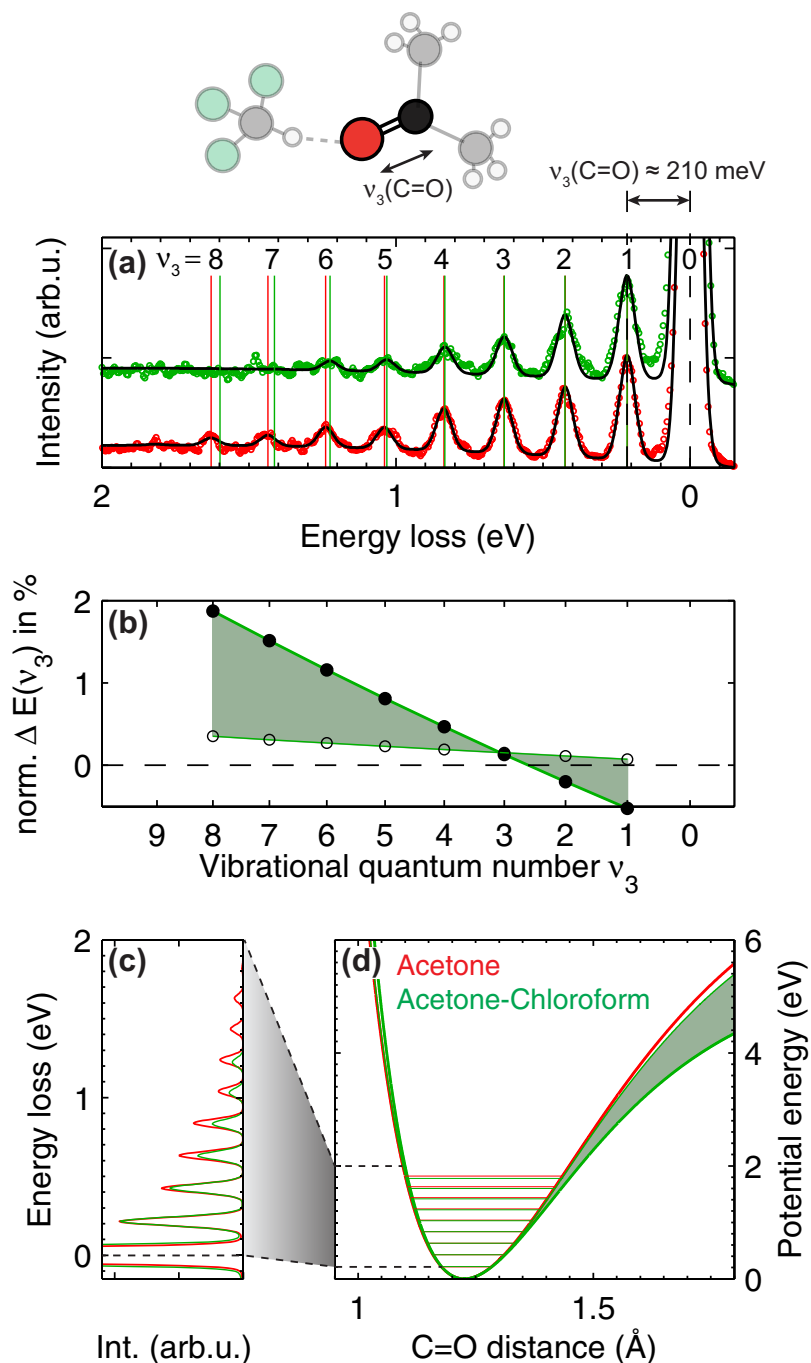 ν₃(C=O)
ν₃(C=O) ≈ 210 meV
(a)
ν₃ = 8 7 6 5 4 3 2 1 0
Intensity (arb.u.)
2 1 0
Energy loss (eV)
(b)
norm. Δ E(ν₃) in %
2
1
0
9 8 7 6 5 4 3 2 1 0
Vibrational quantum number ν₃
(c)
Energy loss (eV)
2
1
0
Int. (arb.u.)
(d)
Acetone
Acetone-Chloroform
6
4
2
0
Potential energy (eV)
1 1.5
C=O distance (Å)